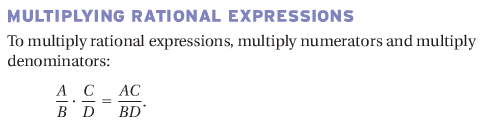 MULTIPLYING RATIONAL EXPRESSIONS
To multiply rational expressions, multiply numerators and multiply
denominators:
A/B · C/D = AC/BD.